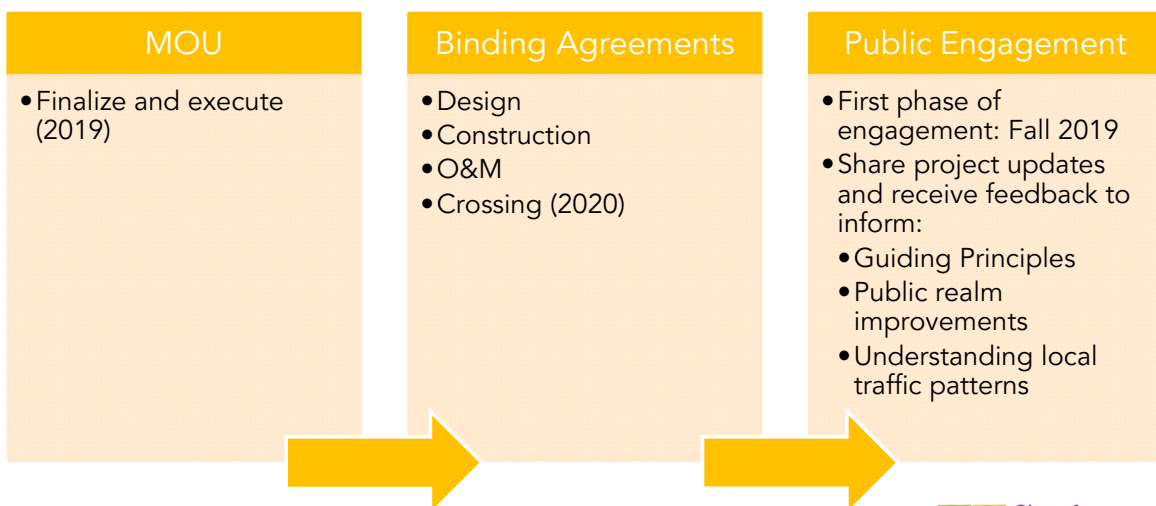 MOU
•Finalize and execute
(2019)
Binding Agreements
•Design
•Construction
•O&M
•Crossing (2020)
Public Engagement
•First phase of
engagement: Fall 2019
•Share project updates
and receive feedback to
inform:
•Guiding Principles
•Public realm
improvements
•Understanding local
traffic patterns